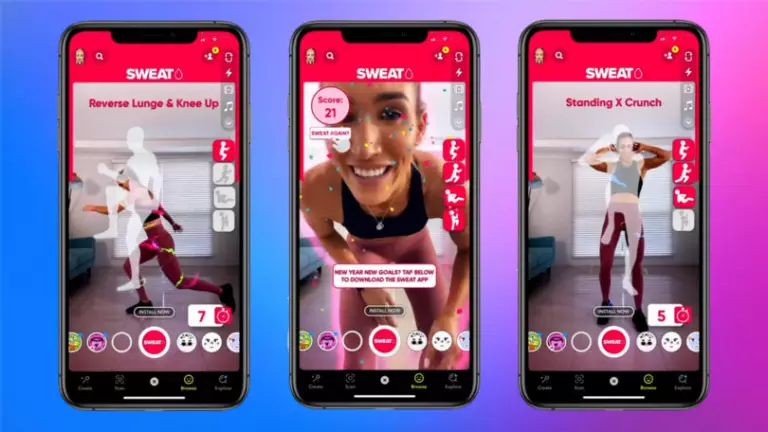 SWEAT
Reverse Lunge & Knee Up
7
INSTALL NOW
SWEAT
Create
Scan
Browse
Explore
SWEAT
Score:
21
SWEAT AGAIN?
NEW YEAR NEW GOALS? TAP BELOW
TO DOWNLOAD THE SWEAT APP
INSTALL NOW
SWEAT
Create
Scan
Browse
Explore
SWEAT
Standing X Crunch
5
INSTALL NOW
SWEAT
Create
Scan
Browse
Explore